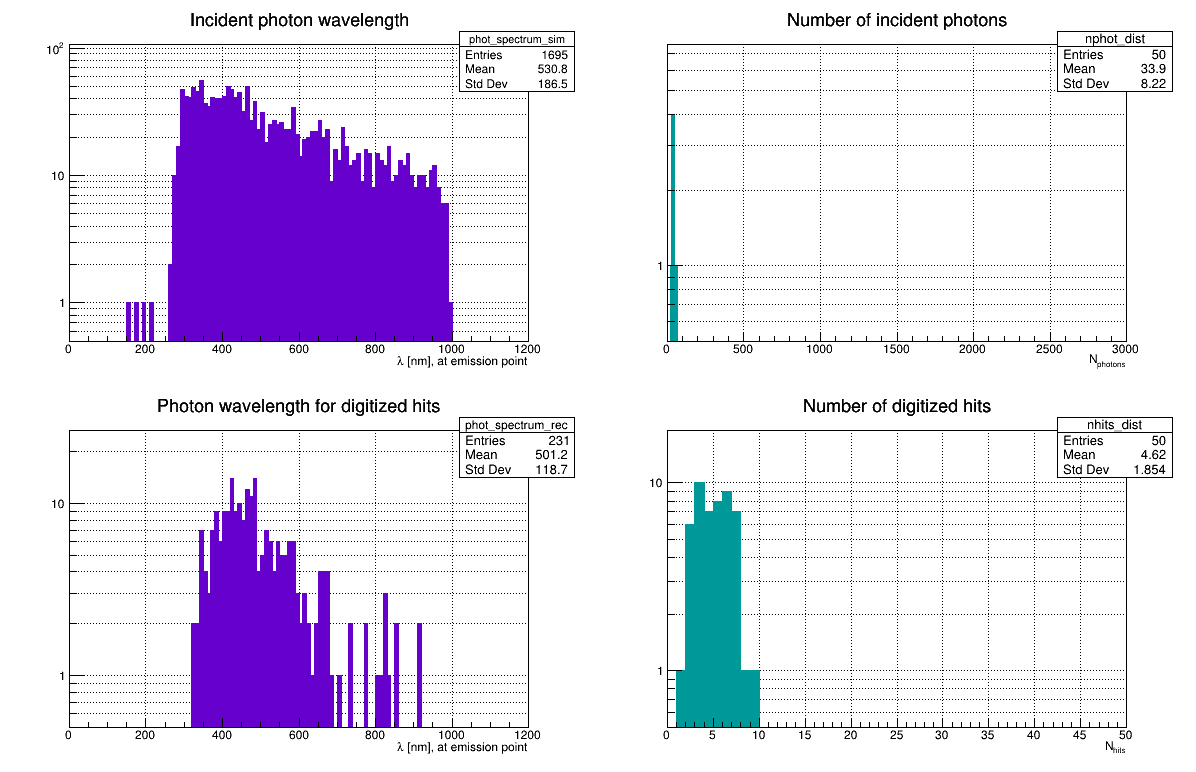 Incident photon wavelength
phot_spectrum_sim
Entries 1695
Mean 530.8
Std Dev 186.5
10²
10
1
0 200 400 600 800 1000 1200
λ [nm], at emission point
Number of incident photons
nphot_dist
Entries 50
Mean 33.9
Std Dev 8.22
1
0 500 1000 1500 2000 2500 3000
Nphotons
Photon wavelength for digitized hits
phot_spectrum_rec
Entries 231
Mean 501.2
Std Dev 118.7
10
1
0 200 400 600 800 1000 1200
λ [nm], at emission point
Number of digitized hits
nhits_dist
Entries 50
Mean 4.62
Std Dev 1.854
10
1
0 5 10 15 20 25 30 35 40 45 50
Nhits